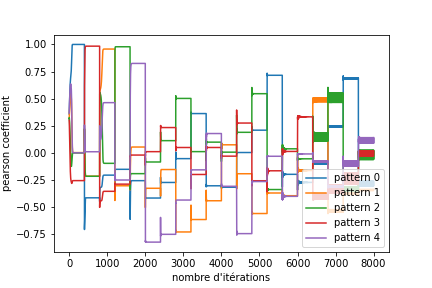 1.00
0.75
0.50
0.25
0.00
−0.25
−0.50
−0.75
pearson coefficient
0 1000 2000 3000 4000 5000 6000 7000 8000
nombre d'itérations
pattern 0
pattern 1
pattern 2
pattern 3
pattern 4